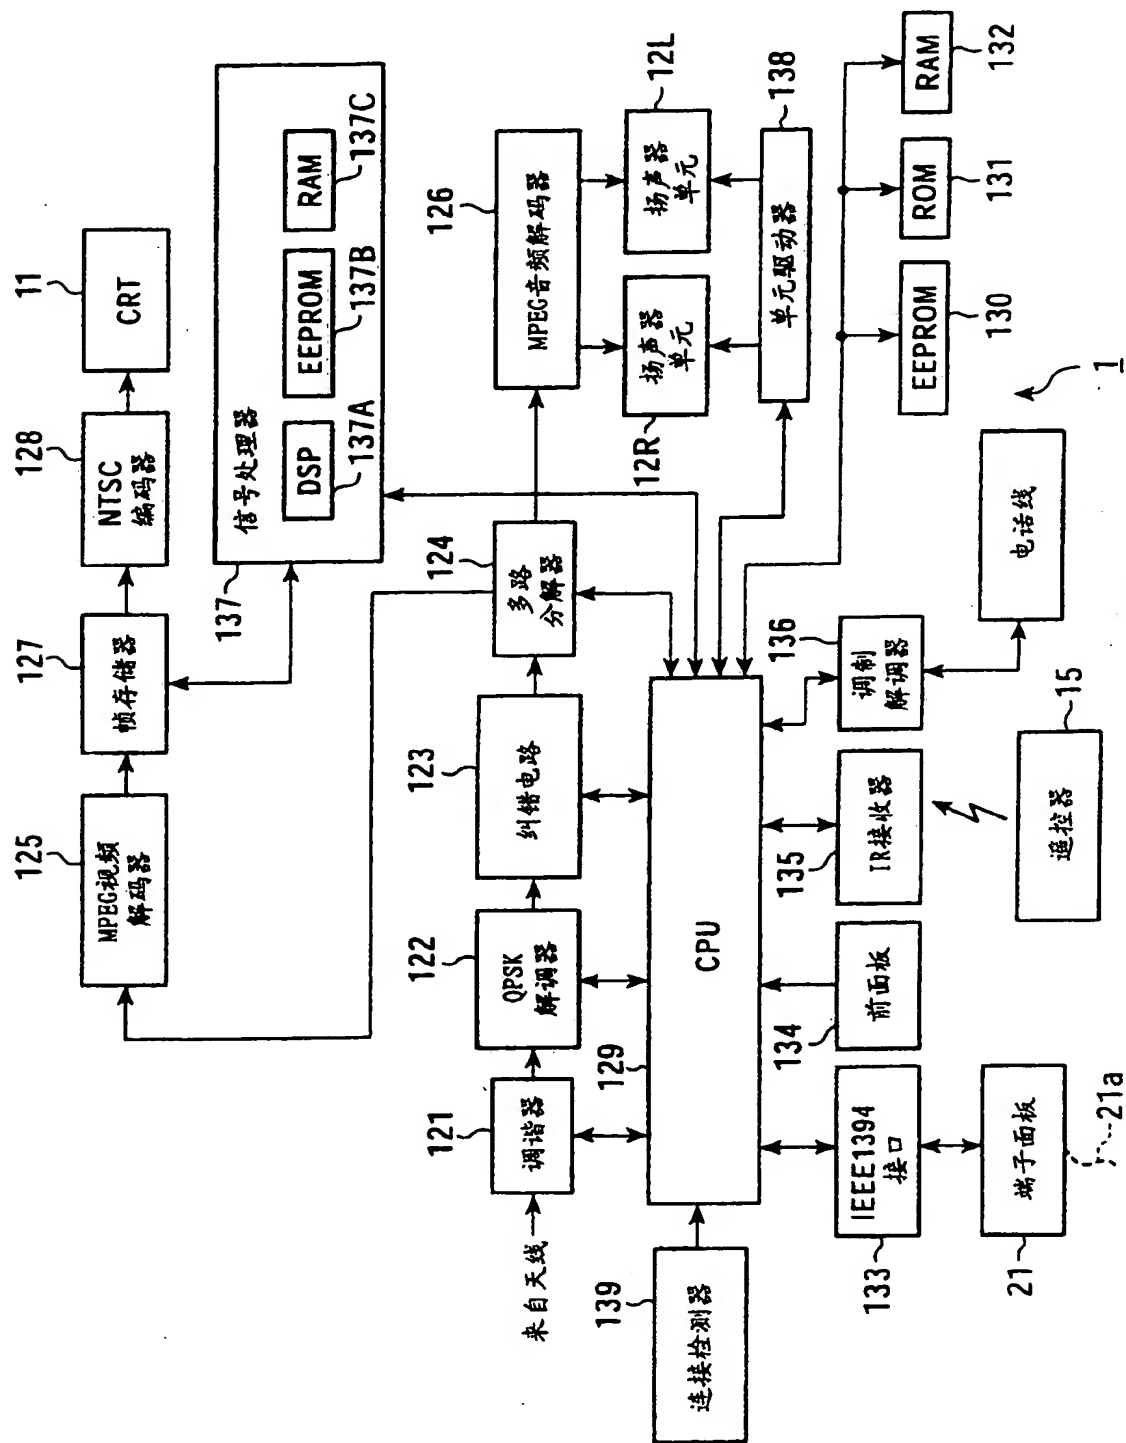 11
CRT
128
NTSC
编码器
127
帧存储器
125
MPEG视频
解码器
137
信号处理器
DSP
137A
EEPROM
137B
RAM
137C
126
MPEG音频解码器
扬声器
单元
12L
扬声器
单元
12R
138
单元驱动器
124
多路
分解器
123
纠错电路
122
QPSK
解调器
121
调谐器
来自天线
129
CPU
139
连接检测器
132
RAM
131
ROM
130
EEPROM
1
136
调制
解调器
电话线
135
IR接收器
15
遥控器
134
前面板
133
IEEE1394
接口
21
端子面板
21a